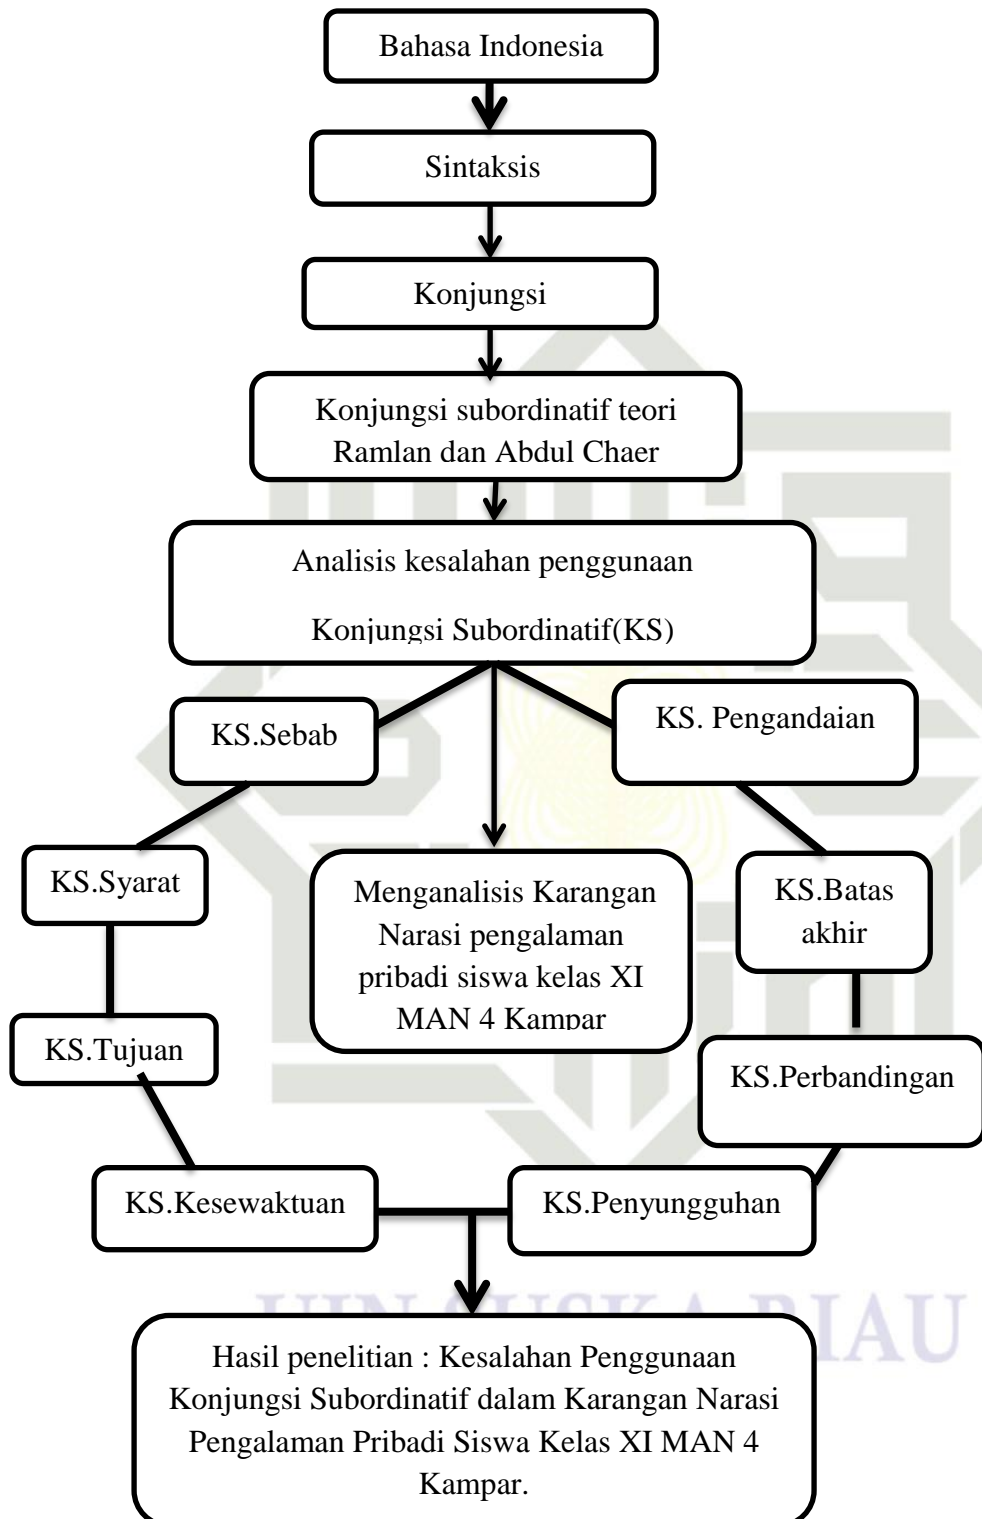 Bahasa Indonesia
Sintaksis
Konjungsi
Konjungsi subordinatif teori
Ramlan dan Abdul Chaer
Analisis kesalahan penggunaan
Konjungsi Subordinatif(KS)
KS.Sebab
KS. Pengandaian
KS.Syarat
Menganalisis Karangan
Narasi pengalaman
pribadi siswa kelas XI
MAN 4 Kampar
KS.Batas
akhir
KS.Tujuan
KS.Perbandingan
KS.Kesewaktuan
KS.Penyungguhan
UIN SUSKA RIAU
Hasil penelitian : Kesalahan Penggunaan
Konjungsi Subordinatif dalam Karangan Narasi
Pengalaman Pribadi Siswa Kelas XI MAN 4
Kampar.